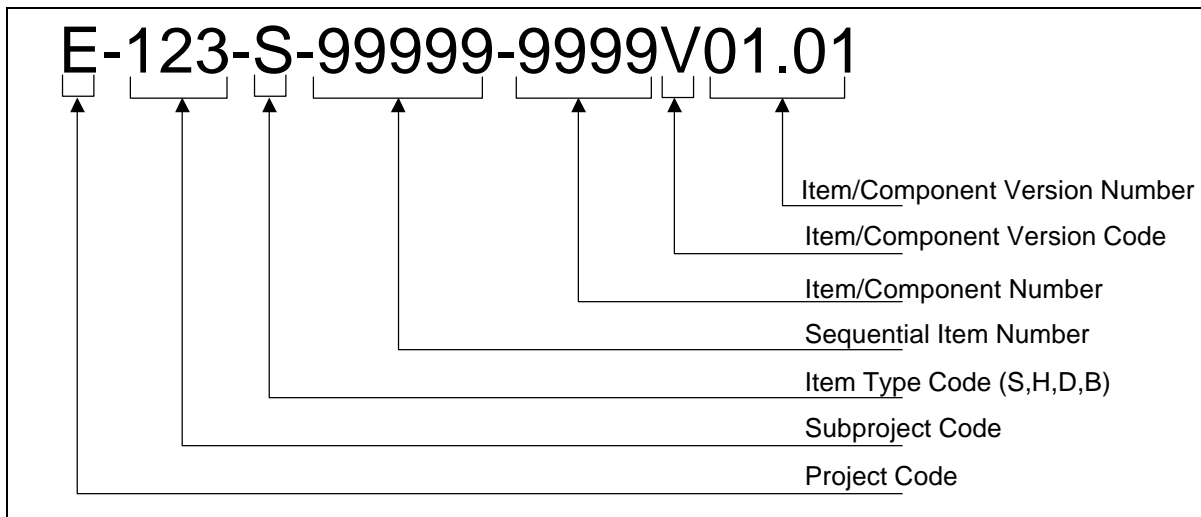 E-123-S-99999-9999V01.01
Item/Component Version Number
Item/Component Version Code
Item/Component Number
Sequential Item Number
Item Type Code (S,H,D,B)
Subproject Code
Project Code